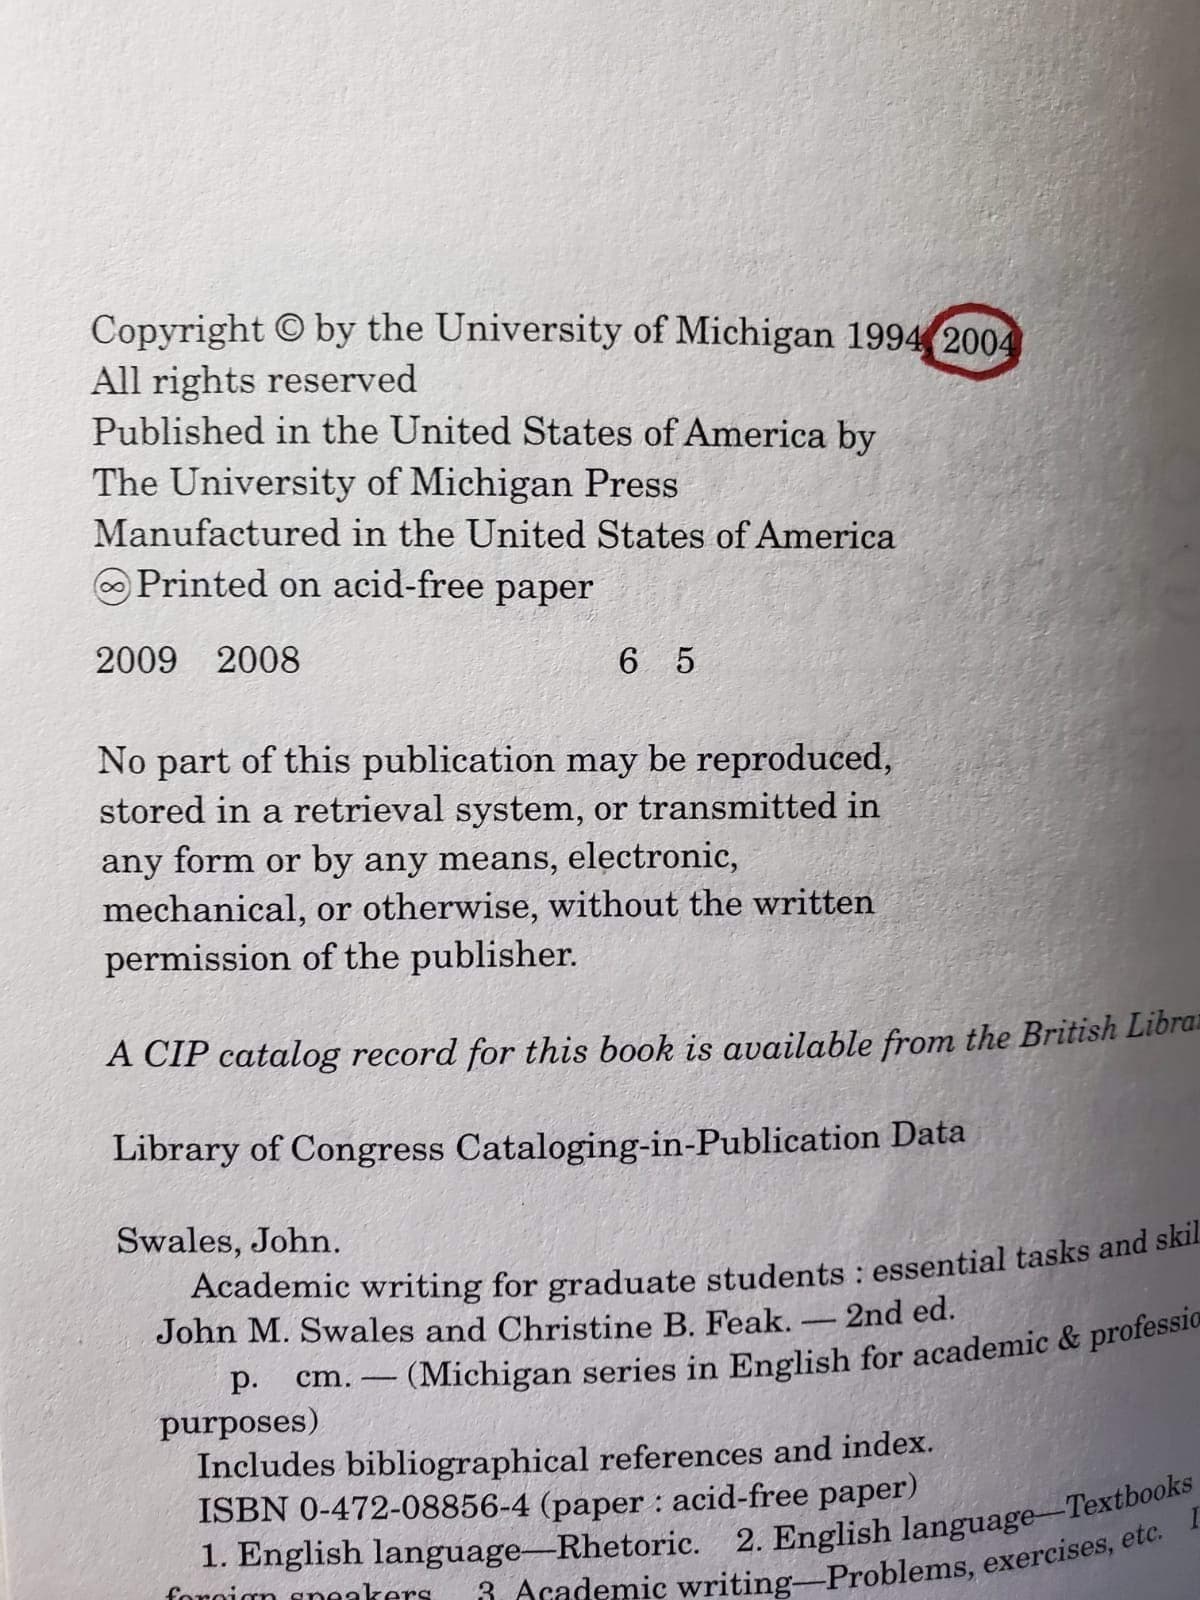 Copyright © by the University of Michigan 1994, 2004
All rights reserved
Published in the United States of America by
The University of Michigan Press
Manufactured in the United States of America
♾ Printed on acid-free paper
2009 2008 6 5
No part of this publication may be reproduced,
stored in a retrieval system, or transmitted in
any form or by any means, electronic,
mechanical, or otherwise, without the written
permission of the publisher.
A CIP catalog record for this book is available from the British
Library of Congress Cataloging-in-Publication Data
Swales, John.
Academic writing for graduate students : essential tasks and
John M. Swales and Christine B. Feak. — 2nd ed.
p. cm. — (Michigan series in English for academic &
purposes)
Includes bibliographical references and index.
ISBN 0-472-08856-4 (paper : acid-free paper)
1. English language—Rhetoric. 2. English language—Textbooks
foreign speakers. 3. Academic writing—Problems, exercises, etc.